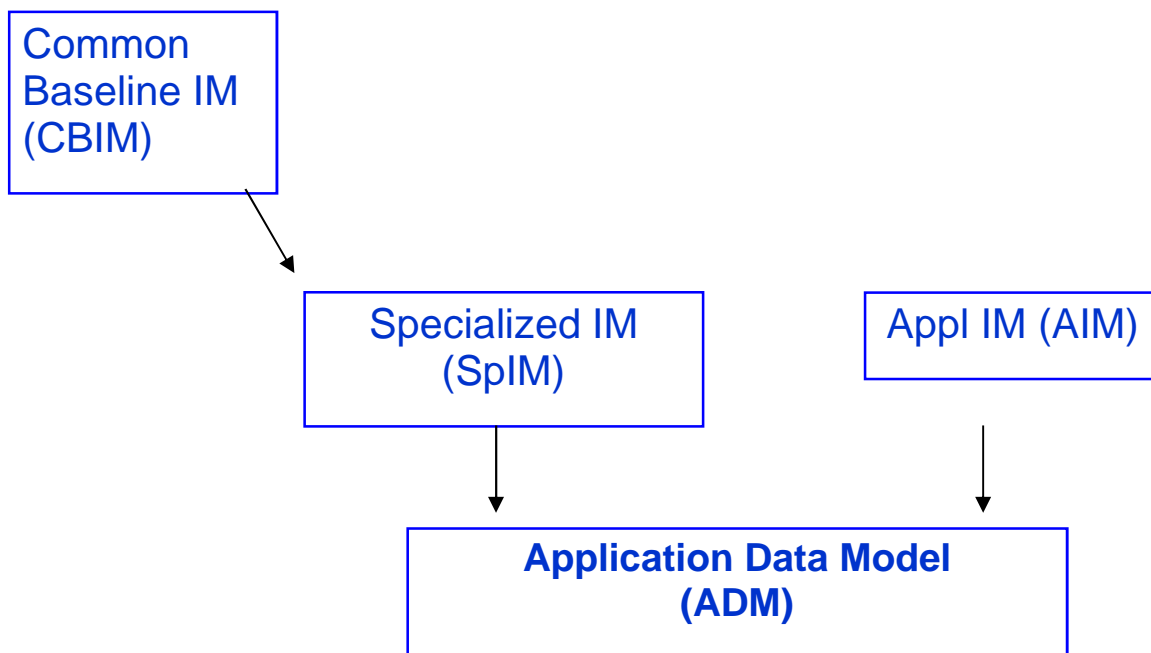 Common
Baseline IM
(CBIM)
Specialized IM
(SpIM)
Appl IM (AIM)
Application Data Model
(ADM)